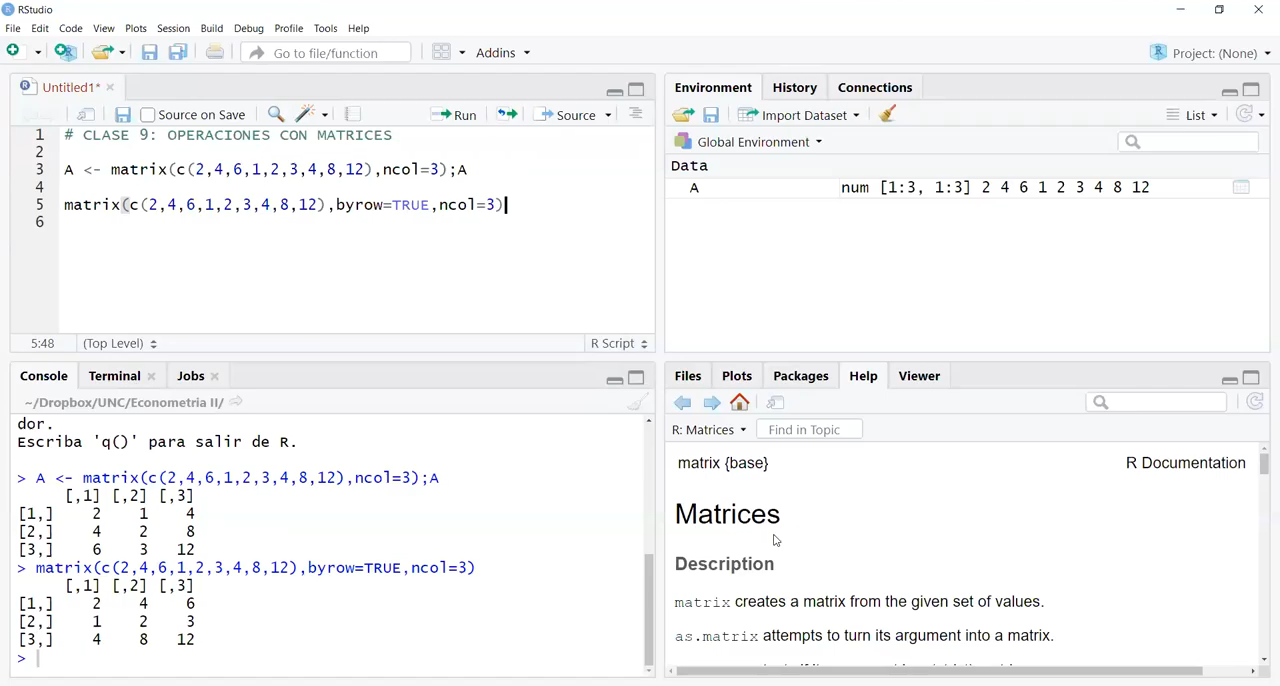 RStudio
File Edit Code View Plots Session Build Debug Profile Tools Help
Go to file/function Addins Project: (None)
Untitled1*
Source on Save Run Source
1 # CLASE 9: OPERACIONES CON MATRICES
2
3 A <- matrix(c(2,4,6,1,2,3,4,8,12),ncol=3);A
4
5 matrix(c(2,4,6,1,2,3,4,8,12),byrow=TRUE,ncol=3)
6
5:48 (Top Level) R Script
Console Terminal Jobs
~/Dropbox/UNC/Econometria II/
dor.
Escriba 'q()' para salir de R.
> A <- matrix(c(2,4,6,1,2,3,4,8,12),ncol=3);A
[,1] [,2] [,3]
[1,] 2 1 4
[2,] 4 2 8
[3,] 6 3 12
> matrix(c(2,4,6,1,2,3,4,8,12),byrow=TRUE,ncol=3)
[,1] [,2] [,3]
[1,] 2 4 6
[2,] 1 2 3
[3,] 4 8 12
>
Environment History Connections
Import Dataset List
Global Environment
Data
A num [1:3, 1:3] 2 4 6 1 2 3 4 8 12
Files Plots Packages Help Viewer
R: Matrices Find in Topic
matrix {base} R Documentation
Matrices
Description
matrix creates a matrix from the given set of values.
as.matrix attempts to turn its argument into a matrix.